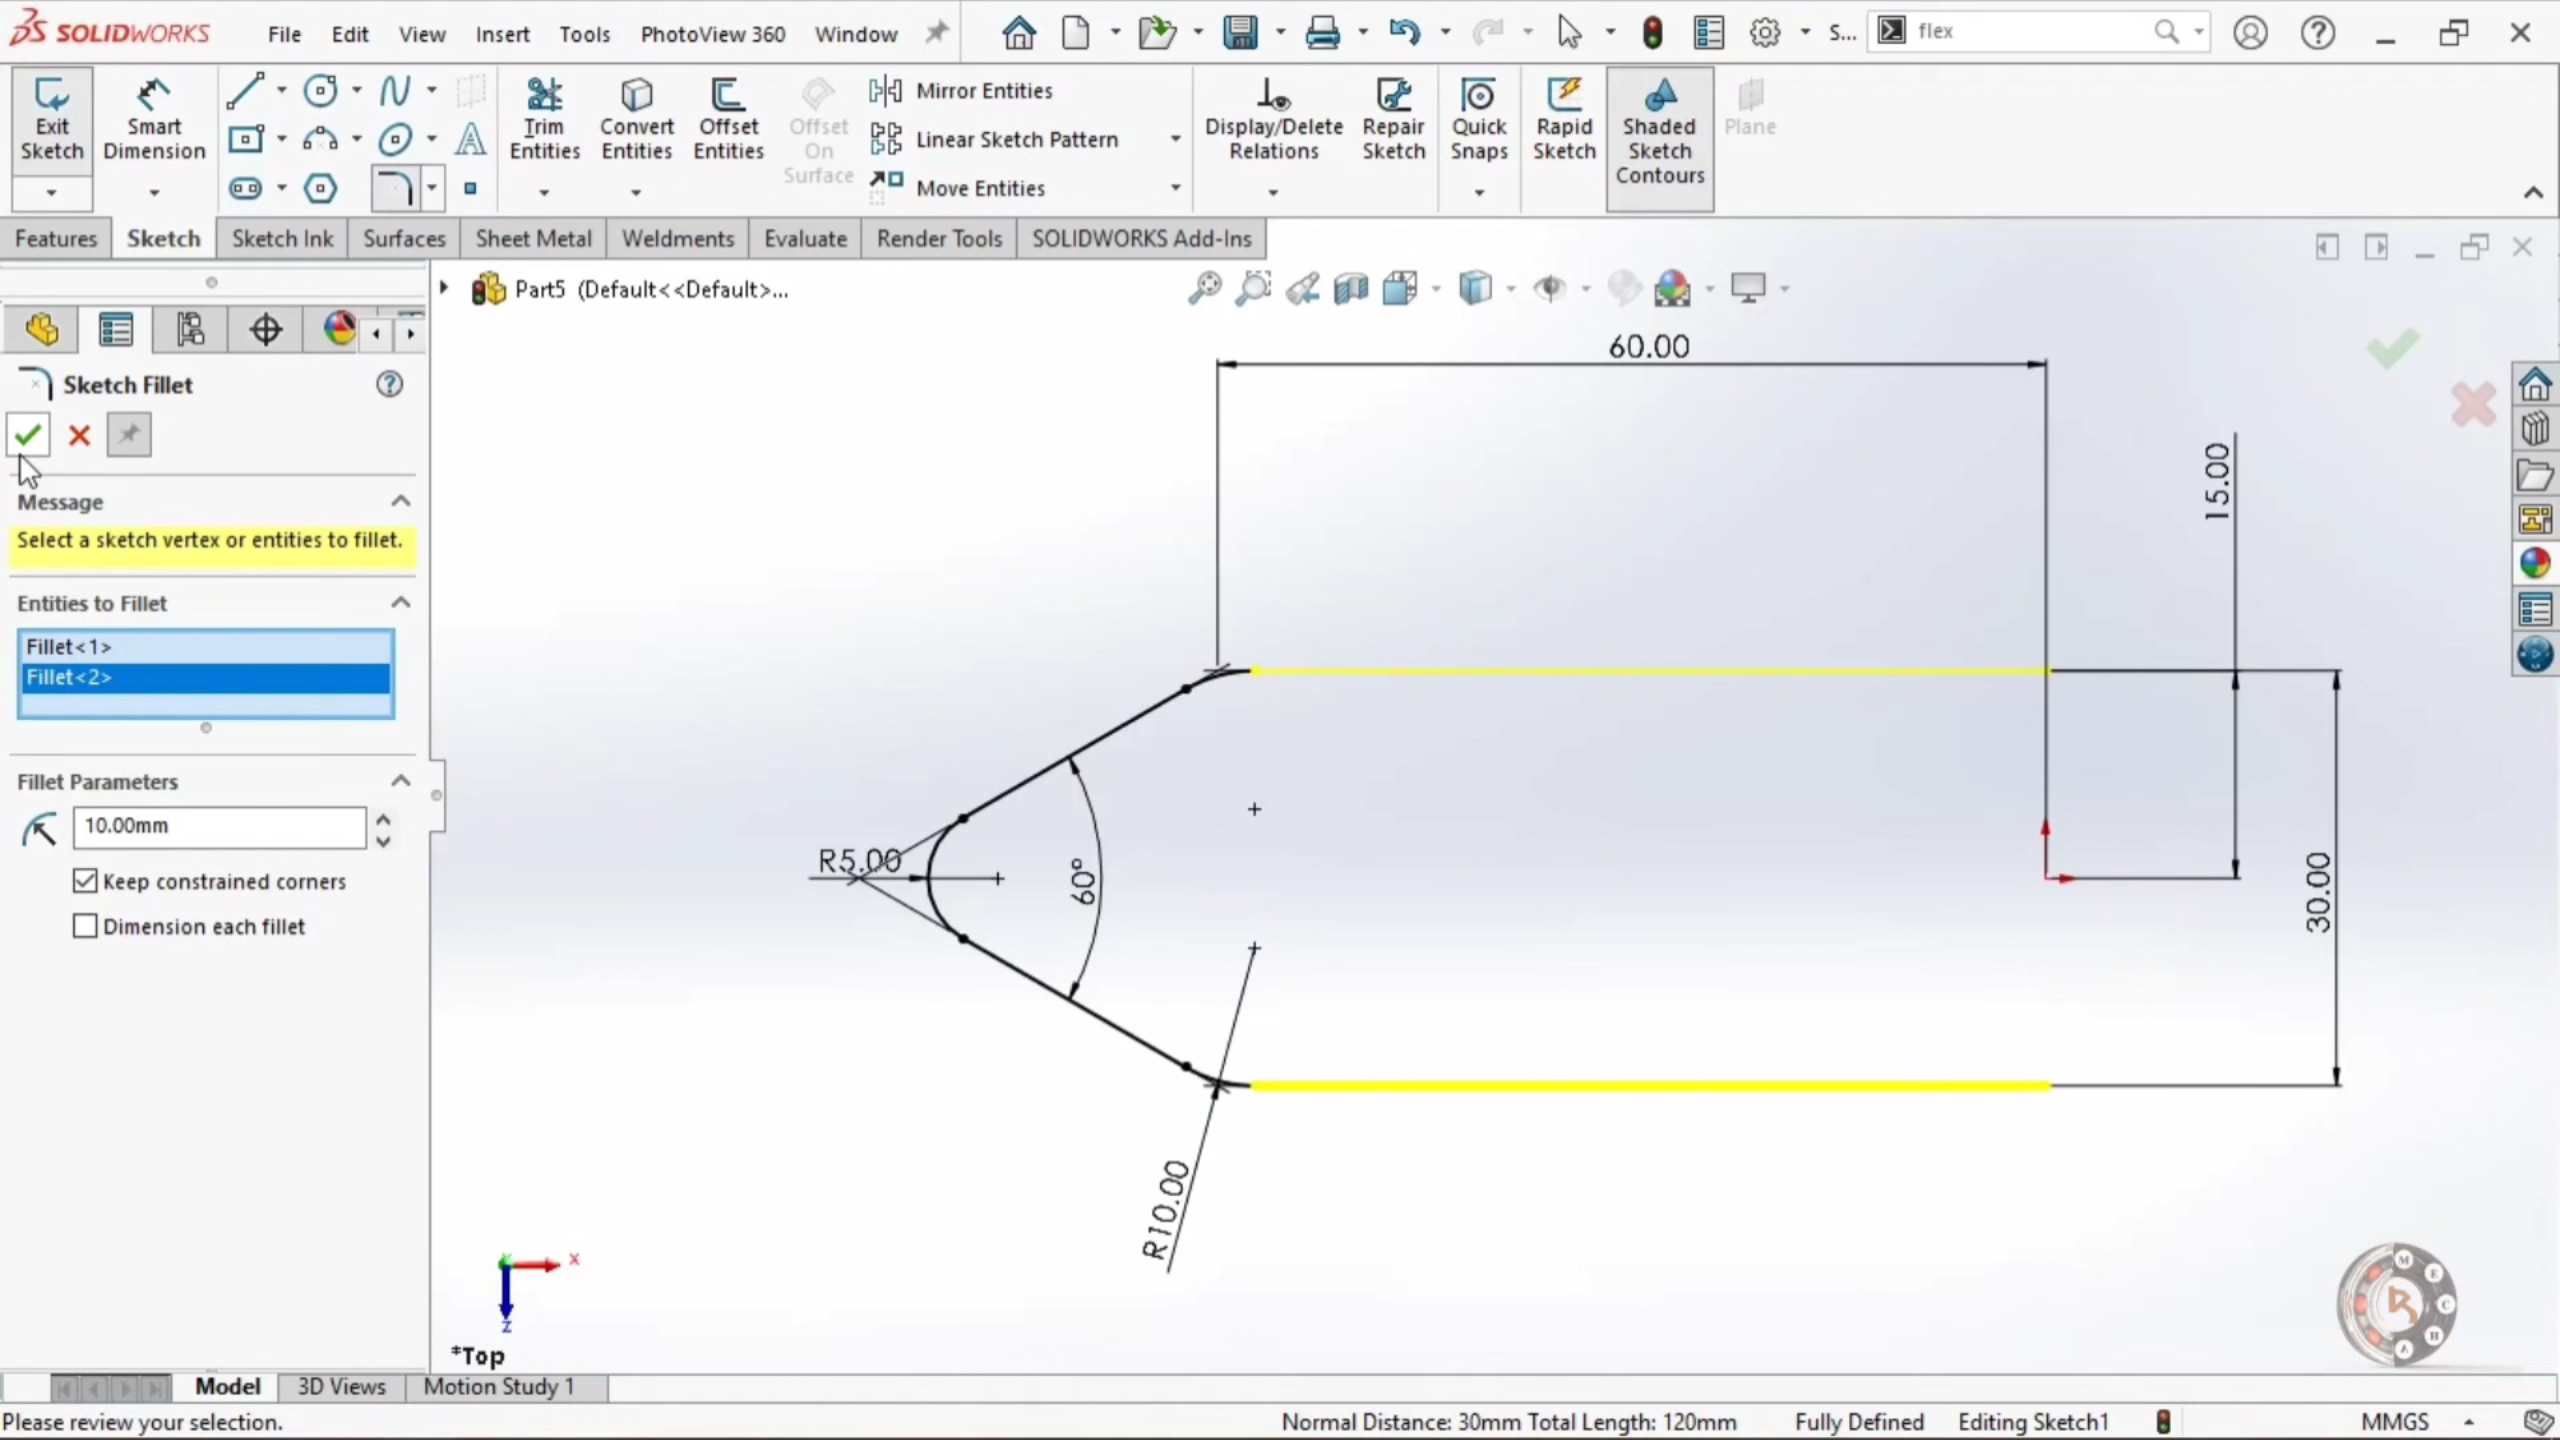 SOLIDWORKS File Edit View Insert Tools PhotoView 360 Window S... flex
Exit Sketch
Smart Dimension
Trim Entities
Convert Entities
Offset Entities
Offset On Surface
Mirror Entities
Linear Sketch Pattern
Move Entities
Display/Delete Relations
Repair Sketch
Quick Snaps
Rapid Sketch
Shaded Sketch Contours
Plane
Features Sketch Sketch Ink Surfaces Sheet Metal Weldments Evaluate Render Tools SOLIDWORKS Add-Ins
Part5 (Default<<Default>...
Sketch Fillet
Message
Select a sketch vertex or entities to fillet.
Entities to Fillet
Fillet<1>
Fillet<2>
Fillet Parameters
10.00mm
Keep constrained corners
Dimension each fillet
60.00
15.00
R5.00
60°
30.00
R10.00
X
Y
Z
*Top
M
E
C
H
A
Model 3D Views Motion Study 1
Please review your selection. Normal Distance: 30mm Total Length: 120mm Fully Defined Editing Sketch1 MMGS